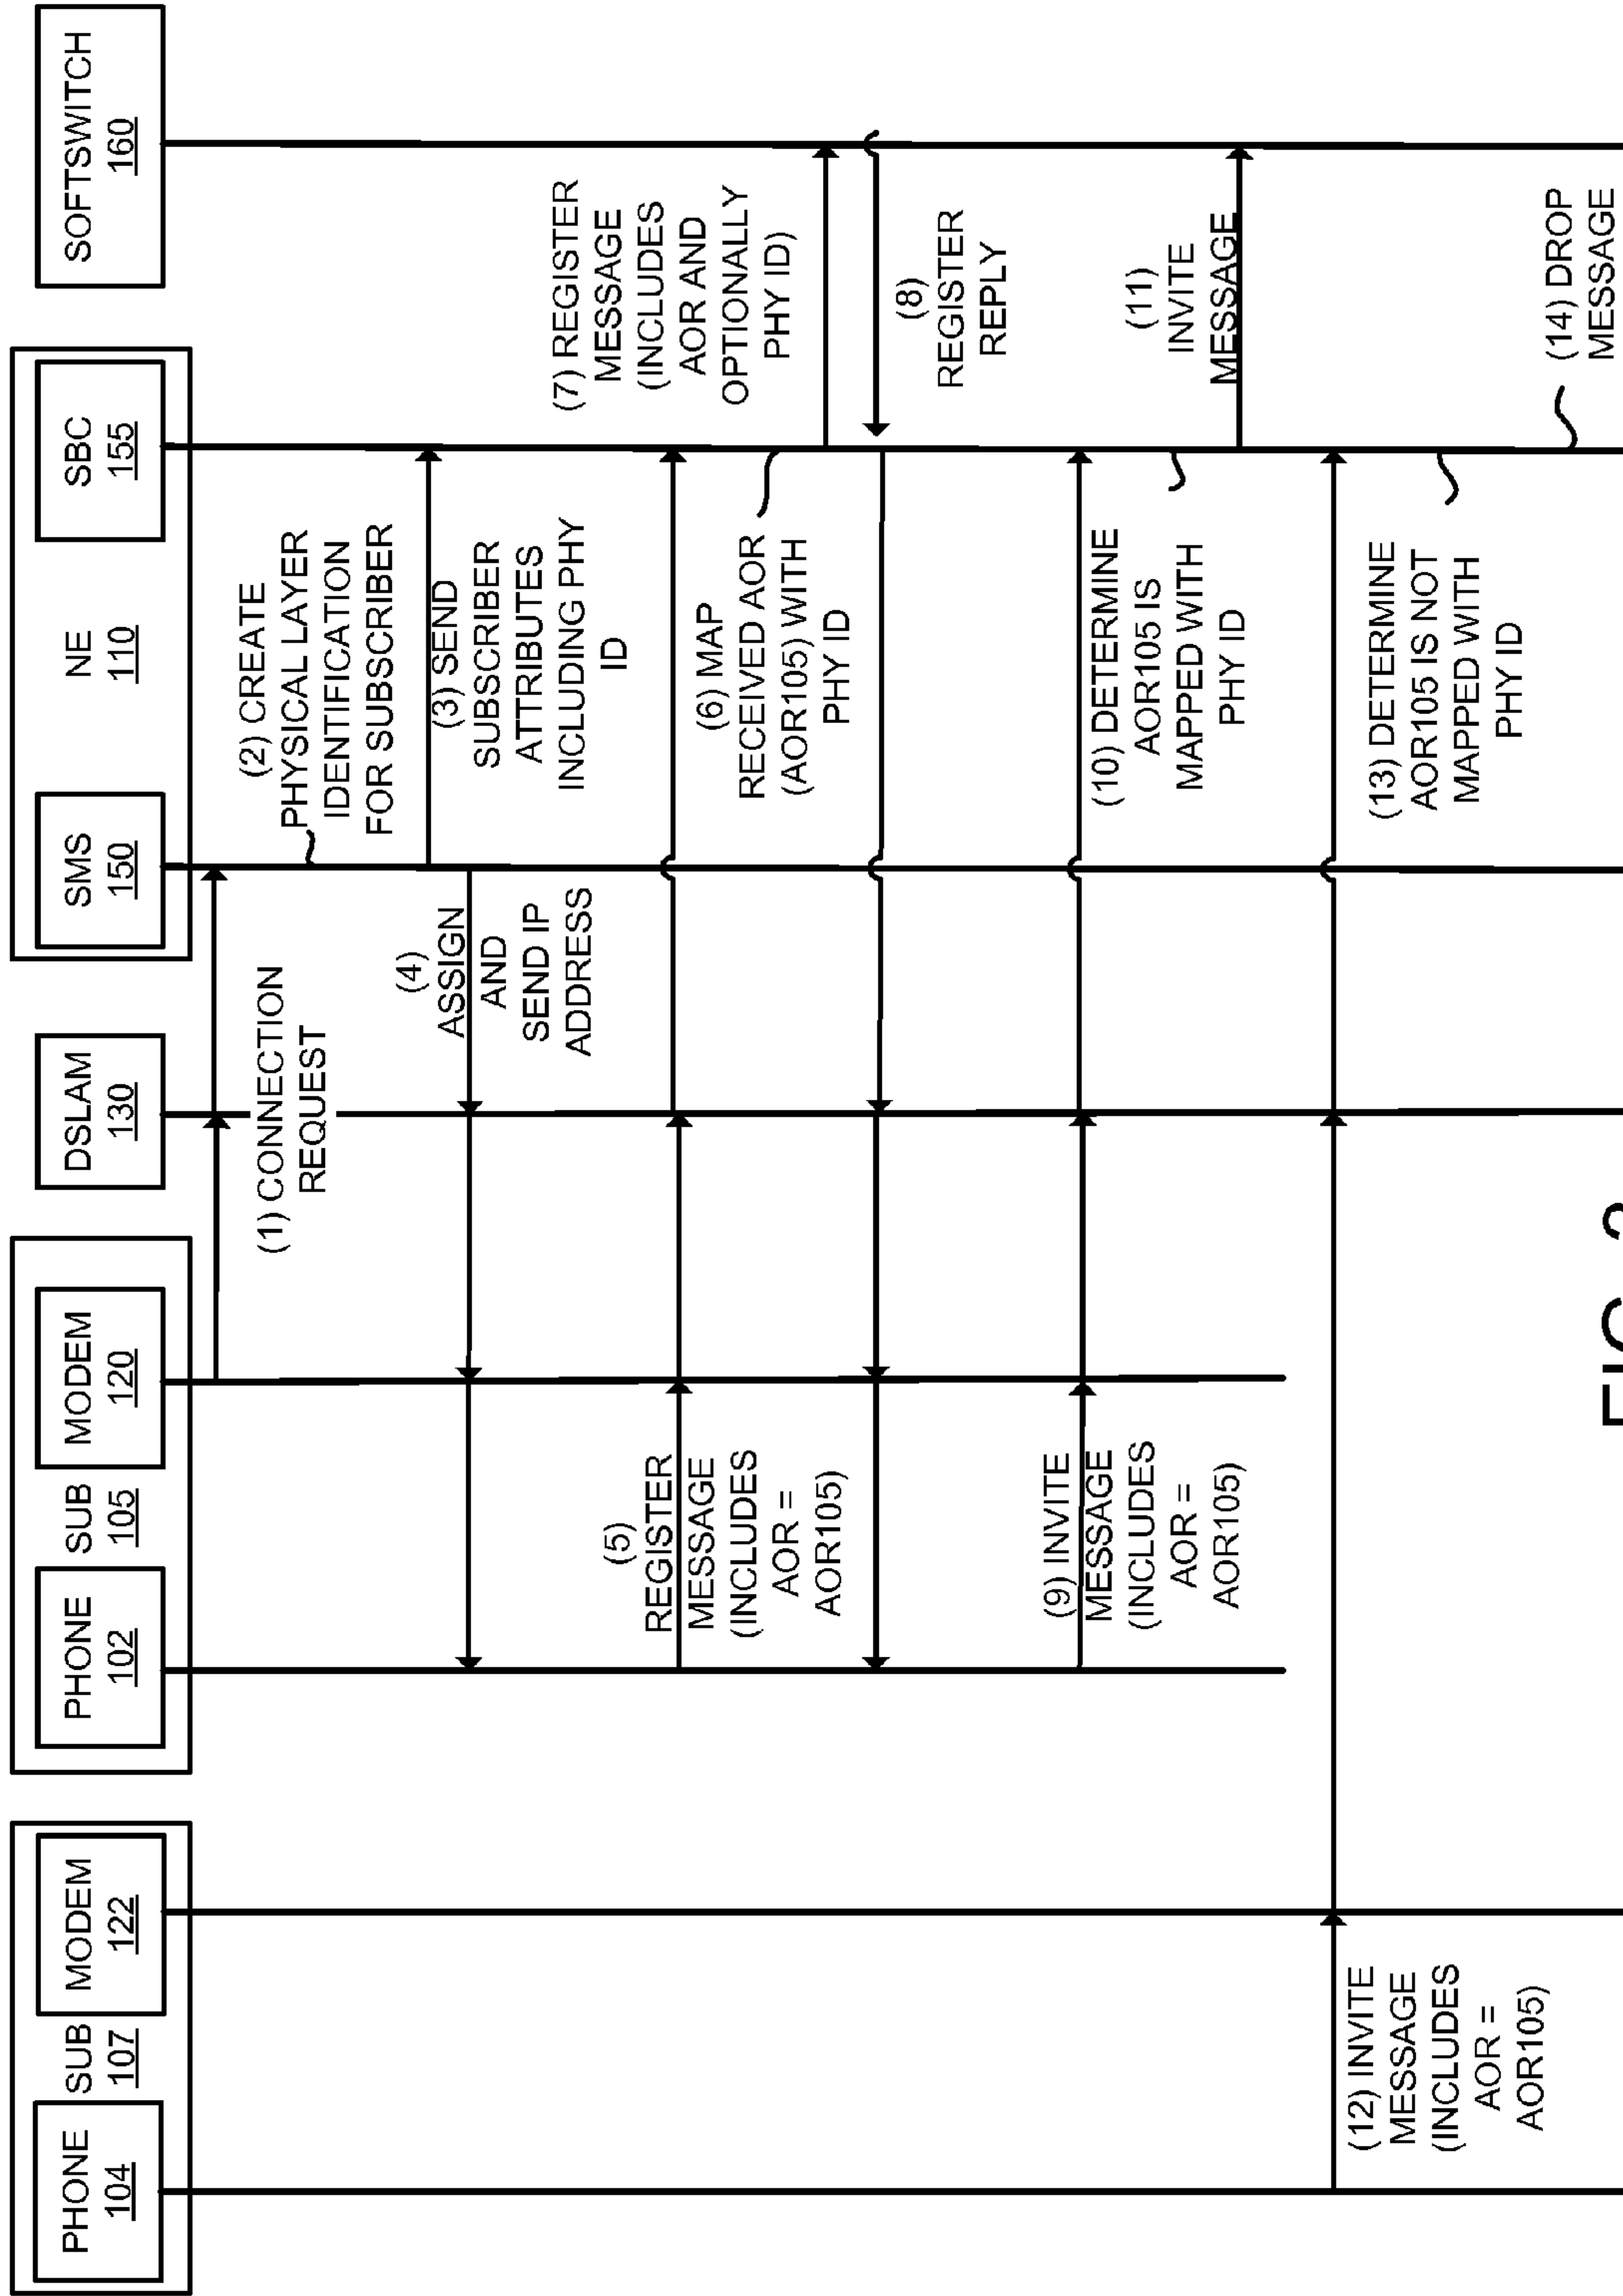 PHONE
104
SUB
107
MODEM
122
PHONE
102
SUB
105
MODEM
120
DSLAM
130
SMS
150
NE
110
SBC
155
SOFTSWITCH
160
(1) CONNECTION
REQUEST
(2) CREATE
PHYSICAL LAYER
IDENTIFICATION
FOR SUBSCRIBER
(3) SEND
SUBSCRIBER
ATTRIBUTES
INCLUDING PHY
ID
(4)
ASSIGN
AND
SEND IP
ADDRESS
(5)
REGISTER
MESSAGE
(INCLUDES
AOR =
AOR105)
(6) MAP
RECEIVED AOR
(AOR105) WITH
PHY ID
(7) REGISTER
MESSAGE
(INCLUDES
AOR AND
OPTIONALLY
PHY ID)
(8)
REGISTER
REPLY
(9) INVITE
MESSAGE
(INCLUDES
AOR =
AOR105)
(10) DETERMINE
AOR105 IS
MAPPED WITH
PHY ID
(11)
INVITE
MESSAGE
(12) INVITE
MESSAGE
(INCLUDES
AOR =
AOR105)
(13) DETERMINE
AOR105 IS NOT
MAPPED WITH
PHY ID
(14) DROP
MESSAGE